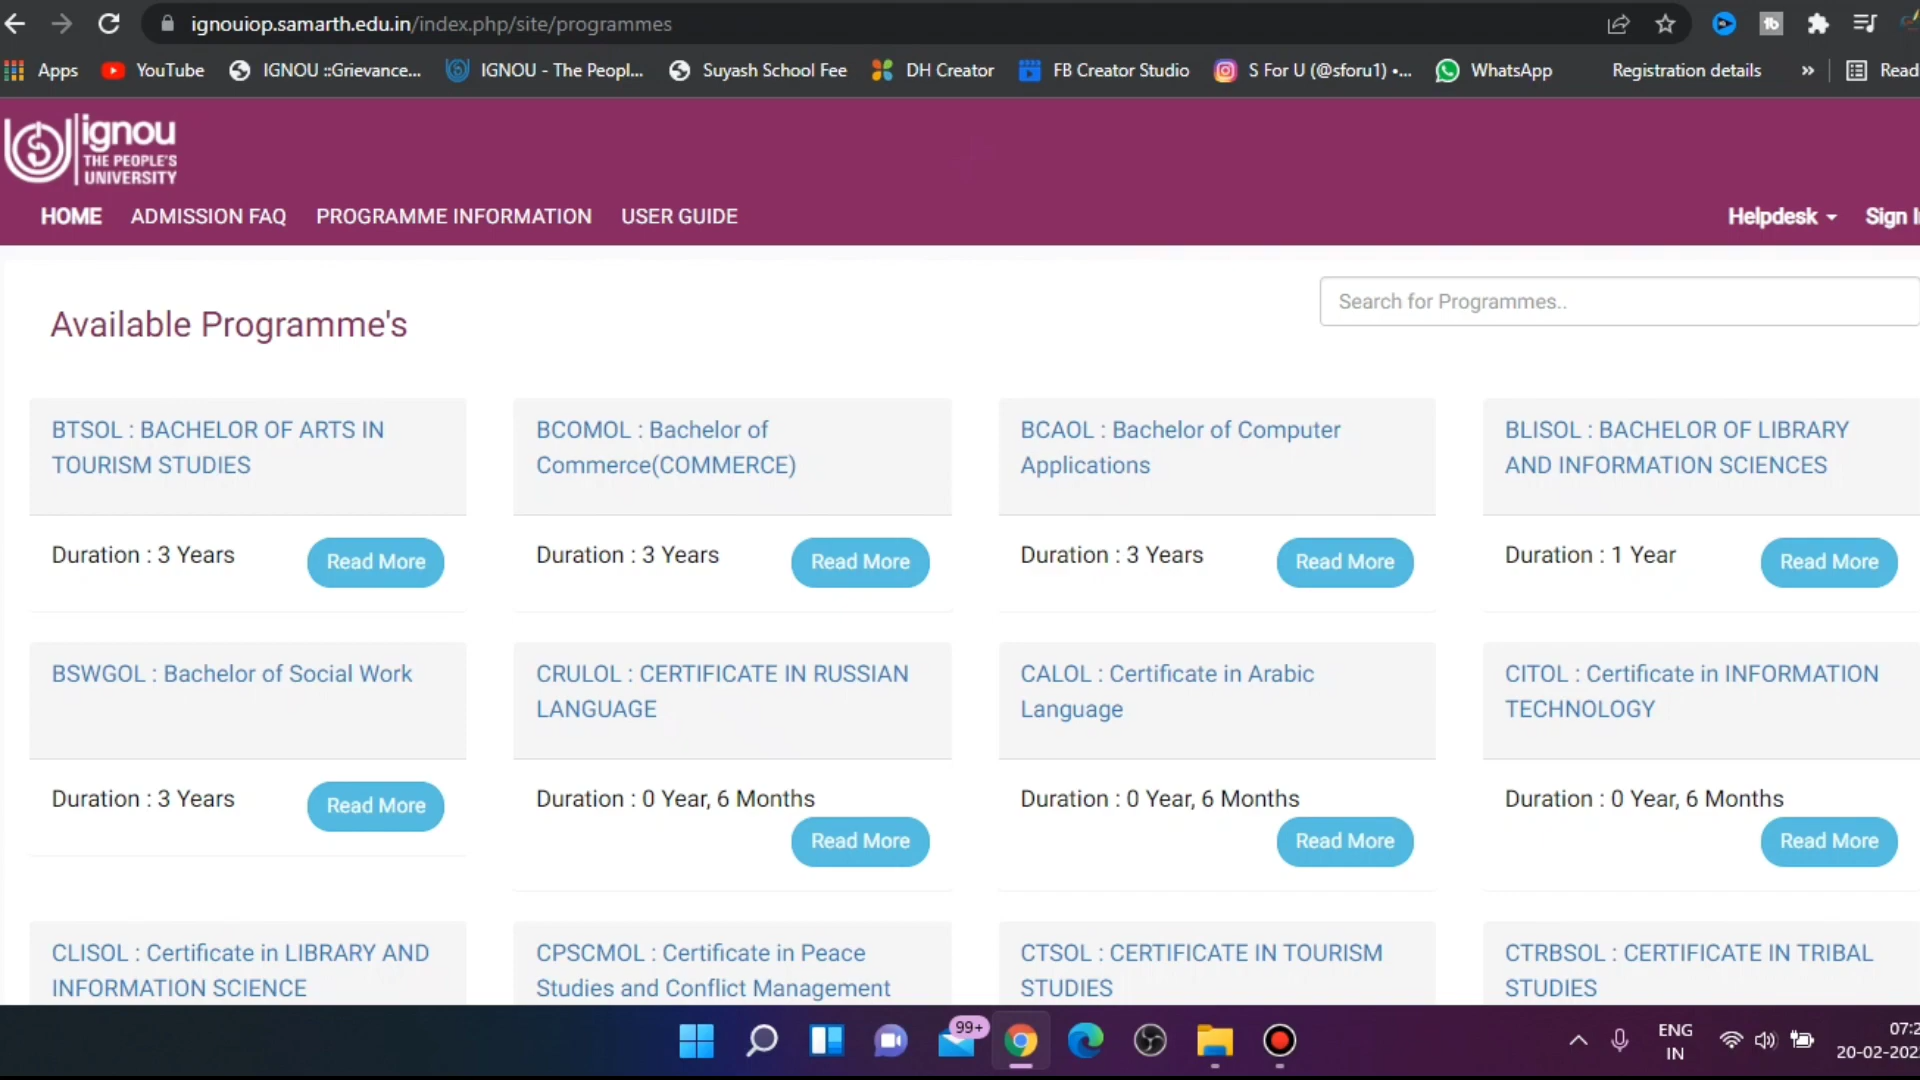 ignouiop.samarth.edu.in/index.php/site/programmes
Apps YouTube IGNOU ::Grievance... IGNOU - The Peopl... Suyash School Fee DH Creator FB Creator Studio S For U (@sforu1) •... WhatsApp Registration details » Read
ignou
THE PEOPLE'S
UNIVERSITY
HOME ADMISSION FAQ PROGRAMME INFORMATION USER GUIDE Helpdesk Sign I
Search for Programmes..
Available Programme's
BTSOL : BACHELOR OF ARTS IN
TOURISM STUDIES
Duration : 3 Years Read More
BCOMOL : Bachelor of
Commerce(COMMERCE)
Duration : 3 Years Read More
BCAOL : Bachelor of Computer
Applications
Duration : 3 Years Read More
BLISOL : BACHELOR OF LIBRARY
AND INFORMATION SCIENCES
Duration : 1 Year Read More
BSWGOL : Bachelor of Social Work
Duration : 3 Years Read More
CRULOL : CERTIFICATE IN RUSSIAN
LANGUAGE
Duration : 0 Year, 6 Months
Read More
CALOL : Certificate in Arabic
Language
Duration : 0 Year, 6 Months
Read More
CITOL : Certificate in INFORMATION
TECHNOLOGY
Duration : 0 Year, 6 Months
Read More
CLISOL : Certificate in LIBRARY AND
INFORMATION SCIENCE
CPSCMOL : Certificate in Peace
Studies and Conflict Management
CTSOL : CERTIFICATE IN TOURISM
STUDIES
CTRBSOL : CERTIFICATE IN TRIBAL
STUDIES
99+
ENG
IN
07:2
20-02-202